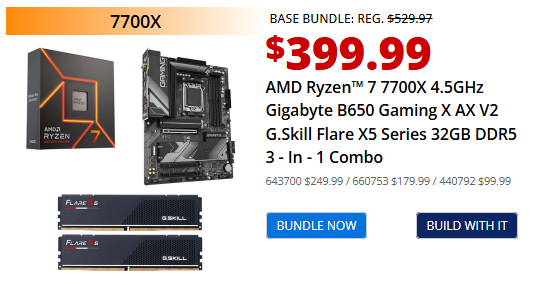 7700X
BASE BUNDLE: REG. $529.97
$399.99
AMD Ryzen™ 7 7700X 4.5GHz
Gigabyte B650 Gaming X AX V2
G.Skill Flare X5 Series 32GB DDR5
3 - In - 1 Combo
643700 $249.99 / 660753 $179.99 / 440792 $99.99
BUNDLE NOW
BUILD WITH IT
AMD
RYZEN
7
GAMING
FLARE X5
G.SKILL
FLARE X5
G.SKILL